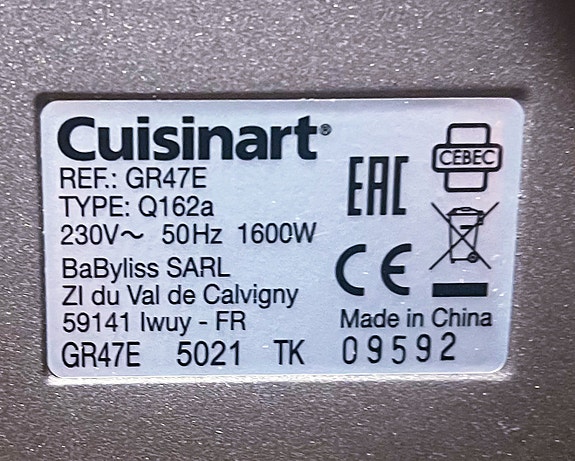 Cuisinart®
REF.: GR47E
TYPE: Q162a
230V~ 50Hz 1600W
BaByliss SARL
ZI du Val de Calvigny
59141 Iwuy - FR
GR47E 5021 TK
EAC
CEBEC
CE
Made in China
09592